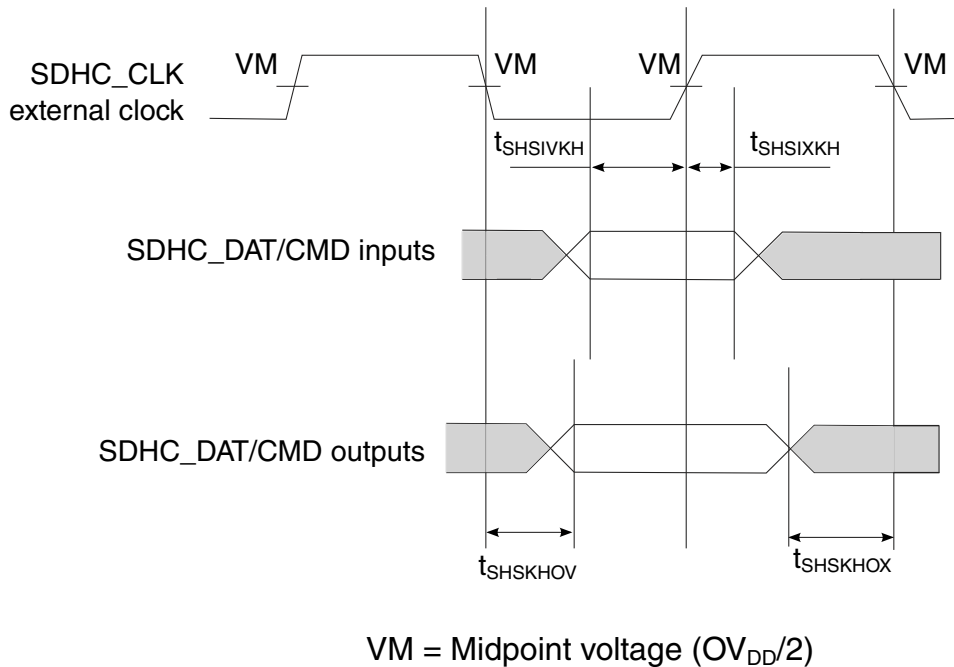 VM VM VM VM
SDHC_CLK
external clock
tSHSIVKH tSHSIXKH
SDHC_DAT/CMD inputs
SDHC_DAT/CMD outputs
tSHSKHOV tSHSKHOX
VM = Midpoint voltage (OVDD/2)